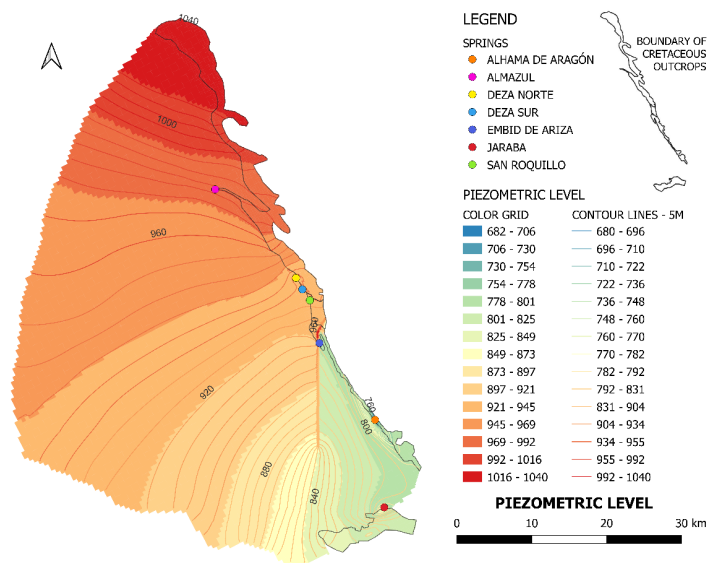 LEGEND
SPRINGS
ALHAMA DE ARAGÓN
ALMAZUL
DEZA NORTE
DEZA SUR
EMBID DE ARIZA
JARABA
SAN ROQUILLO
BOUNDARY OF
CRETACEOUS
OUTCROPS
PIEZOMETRIC LEVEL
COLOR GRID CONTOUR LINES - 5M
682 - 706 680 - 696
706 - 730 696 - 710
730 - 754 710 - 722
754 - 778 722 - 736
778 - 801 736 - 748
801 - 825 748 - 760
825 - 849 760 - 770
849 - 873 770 - 782
873 - 897 782 - 792
897 - 921 792 - 831
921 - 945 831 - 904
945 - 969 904 - 934
969 - 992 934 - 955
992 - 1016 955 - 992
1016 - 1040 992 - 1040
PIEZOMETRIC LEVEL
0 10 20 30 km
1040
1000
960
960
920
760
800
880
840